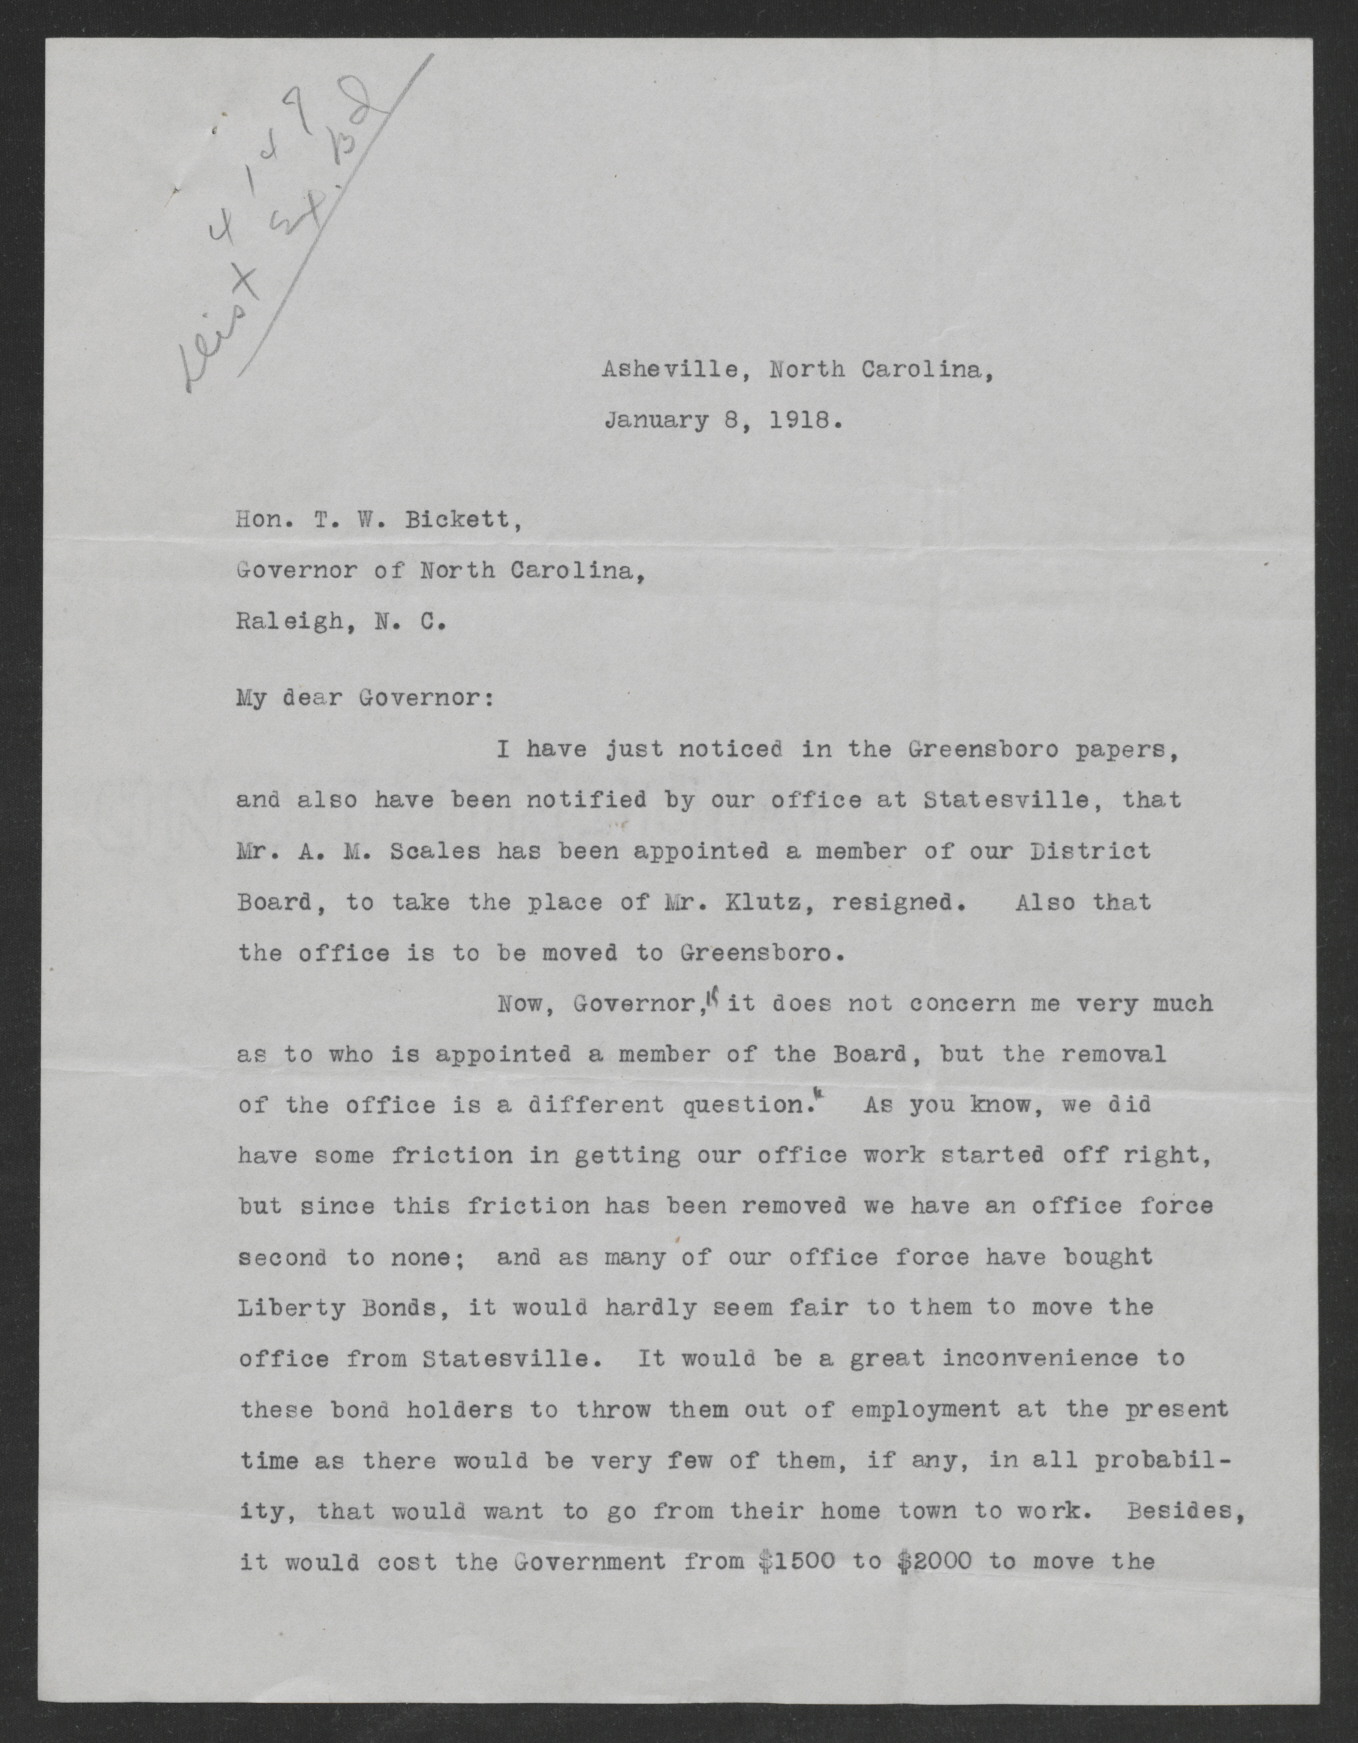 4 14 9
Dist Ex. Bd
Asheville, North Carolina,
January 8, 1918.
Hon. T. W. Bickett,
Governor of North Carolina,
Raleigh, N. C.
My dear Governor:
I have just noticed in the Greensboro papers,
and also have been notified by our office at Statesville, that
Mr. A. M. Scales has been appointed a member of our District
Board, to take the place of Mr. Klutz, resigned. Also that
the office is to be moved to Greensboro.
Now, Governor, it does not concern me very much
as to who is appointed a member of the Board, but the removal
of the office is a different question. As you know, we did
have some friction in getting our office work started off right,
but since this friction has been removed we have an office force
second to none; and as many of our office force have bought
Liberty Bonds, it would hardly seem fair to them to move the
office from Statesville. It would be a great inconvenience to
these bond holders to throw them out of employment at the present
time as there would be very few of them, if any, in all probabil-
ity, that would want to go from their home town to work. Besides,
it would cost the Government from $1500 to $2000 to move the